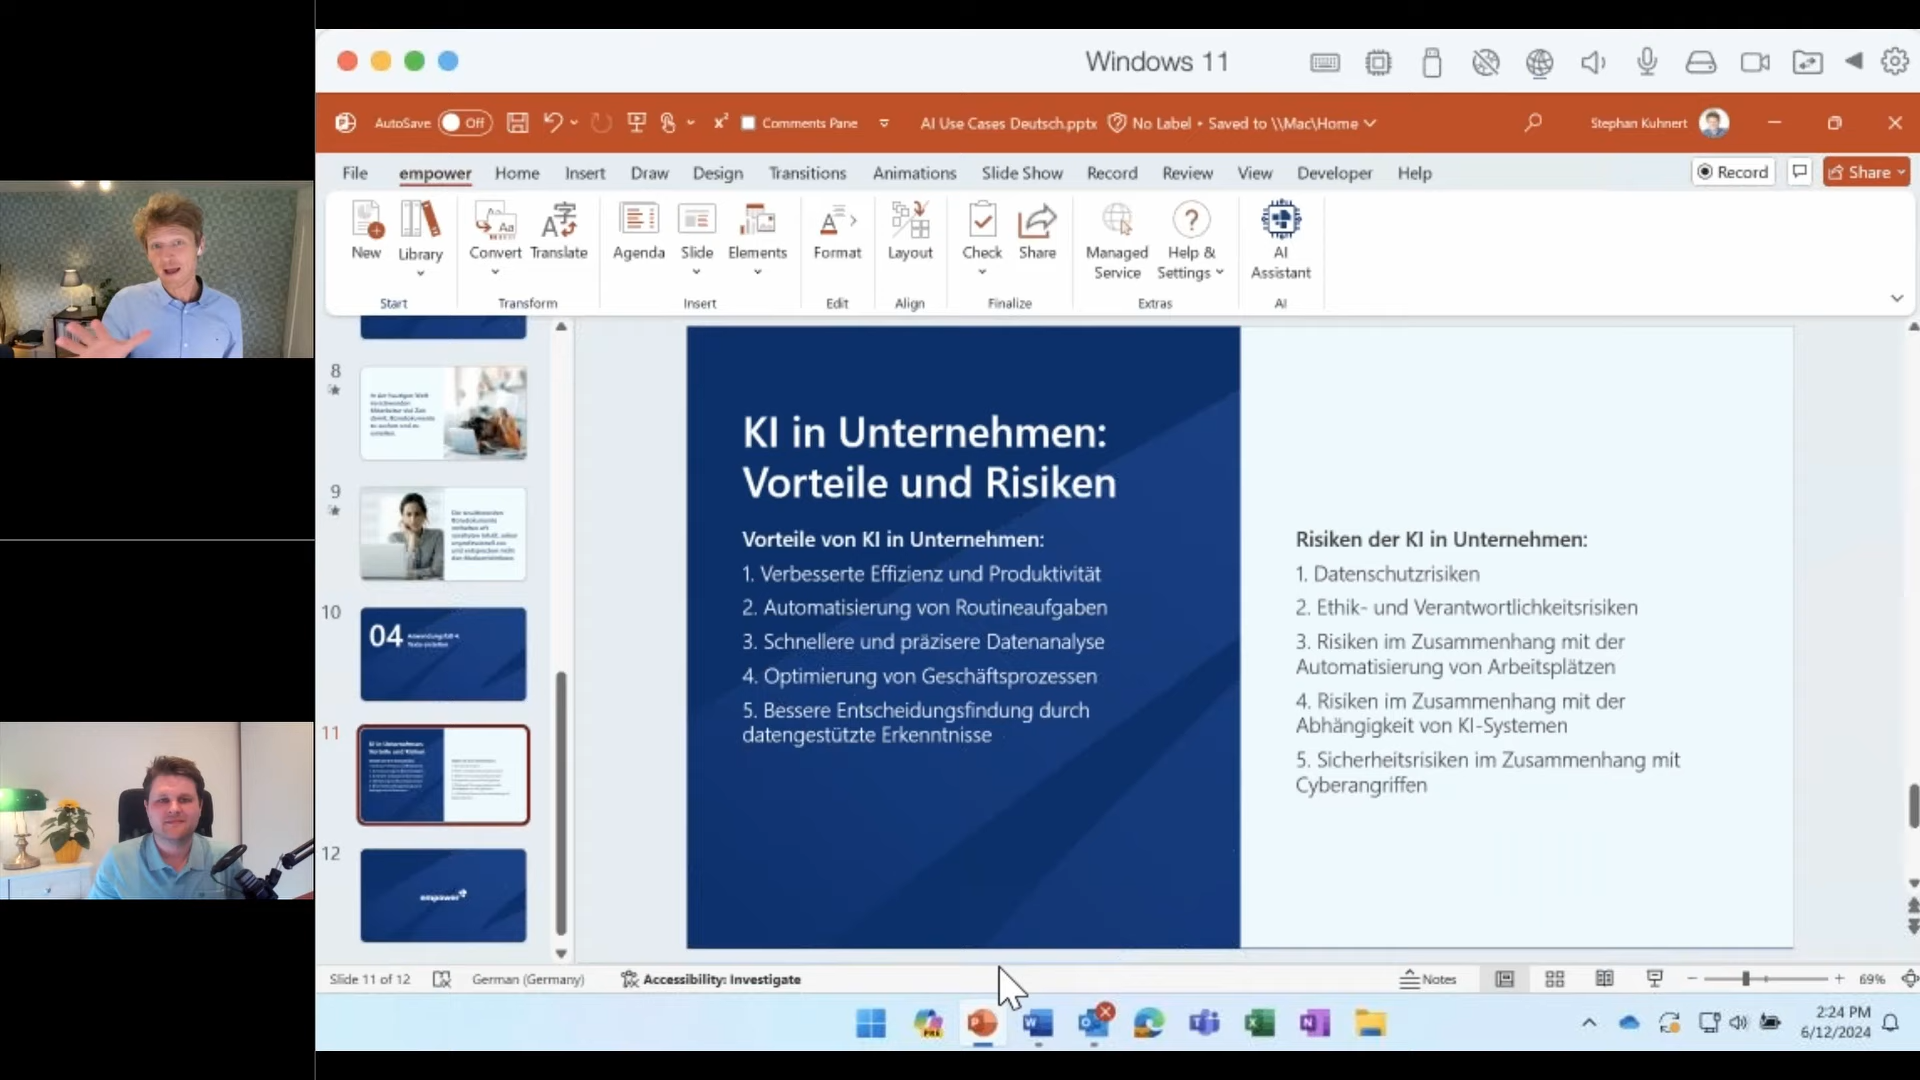 Windows 11
AutoSave Off x² Comments Pane AI Use Cases Deutsch.pptx No Label • Saved to \\Mac\Home Stephan Kuhnert
File empower Home Insert Draw Design Transitions Animations Slide Show Record Review View Developer Help Record Share
New Library Convert Translate Agenda Slide Elements Format Layout Check Share Managed Service Help & Settings AI Assistant
Start Transform Insert Edit Align Finalize Extras AI
8
9
10
04
11
12
empower
KI in Unternehmen:
Vorteile und Risiken
Vorteile von KI in Unternehmen:
1. Verbesserte Effizienz und Produktivität
2. Automatisierung von Routineaufgaben
3. Schnellere und präzisere Datenanalyse
4. Optimierung von Geschäftsprozessen
5. Bessere Entscheidungsfindung durch
datengestützte Erkenntnisse
Risiken der KI in Unternehmen:
1. Datenschutzrisiken
2. Ethik- und Verantwortlichkeitsrisiken
3. Risiken im Zusammenhang mit der
Automatisierung von Arbeitsplätzen
4. Risiken im Zusammenhang mit der
Abhängigkeit von KI-Systemen
5. Sicherheitsrisiken im Zusammenhang mit
Cyberangriffen
Slide 11 of 12 German (Germany) Accessibility: Investigate Notes 69%
2:24 PM
6/12/2024